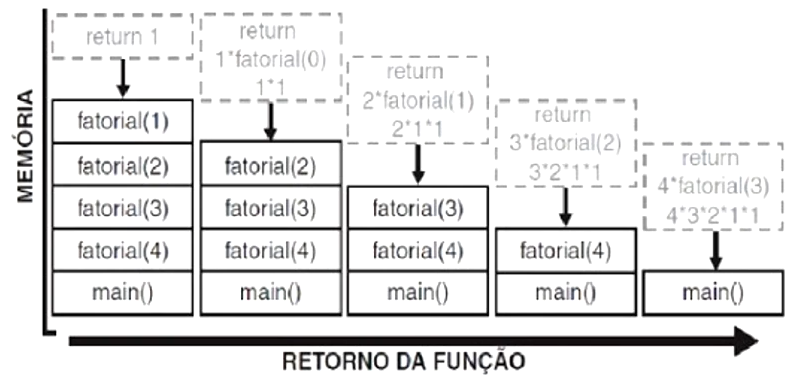 MEMÓRIA
return 1
fatorial(1)
fatorial(2)
fatorial(3)
fatorial(4)
main()
return
1*fatorial(0)
1*1
fatorial(2)
fatorial(3)
fatorial(4)
main()
return
2*fatorial(1)
2*1*1
fatorial(3)
fatorial(4)
main()
return
3*fatorial(2)
3*2*1*1
fatorial(4)
main()
return
4*fatorial(3)
4*3*2*1*1
main()
RETORNO DA FUNÇÃO